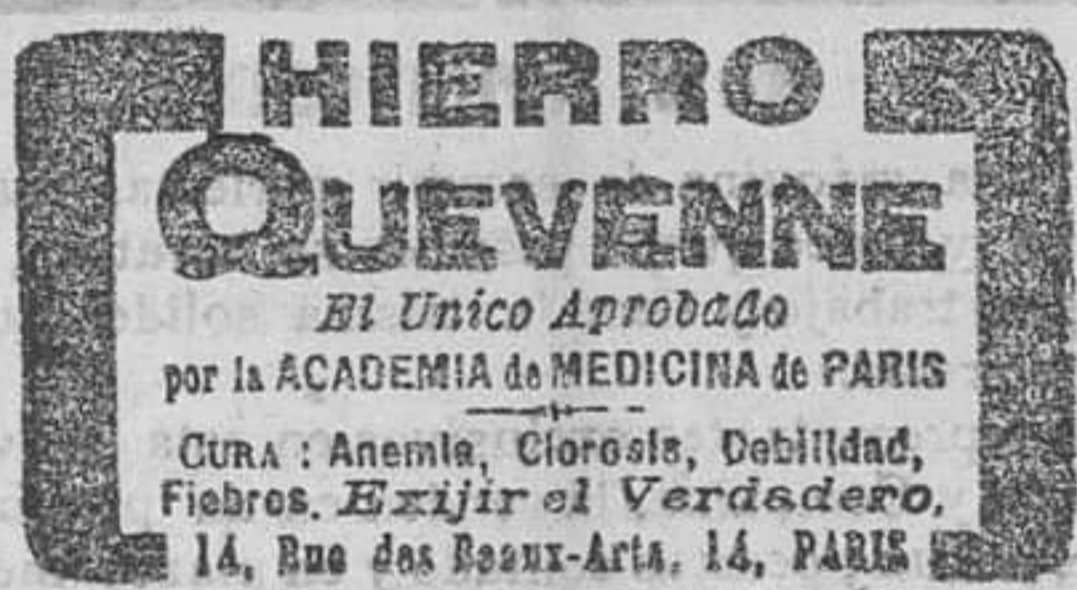 HIERRO
QUEVENNE
El Unico Aprobado
por la ACADEMIA de MEDICINA de PARIS
CURA : Anemia, Clorosis, Debilidad,
Fiebres. Exijir el Verdadero.
14, Rue des Beaux-Arts, 14, PARIS